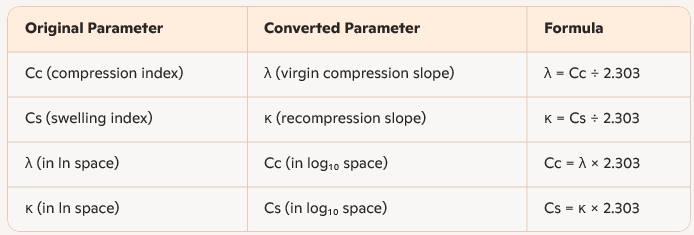 Original Parameter Converted Parameter Formula
Cc (compression index) λ (virgin compression slope) λ = Cc ÷ 2.303
Cs (swelling index) κ (recompression slope) κ = Cs ÷ 2.303
λ (in ln space) Cc (in log₁₀ space) Cc = λ × 2.303
κ (in ln space) Cs (in log₁₀ space) Cs = κ × 2.303